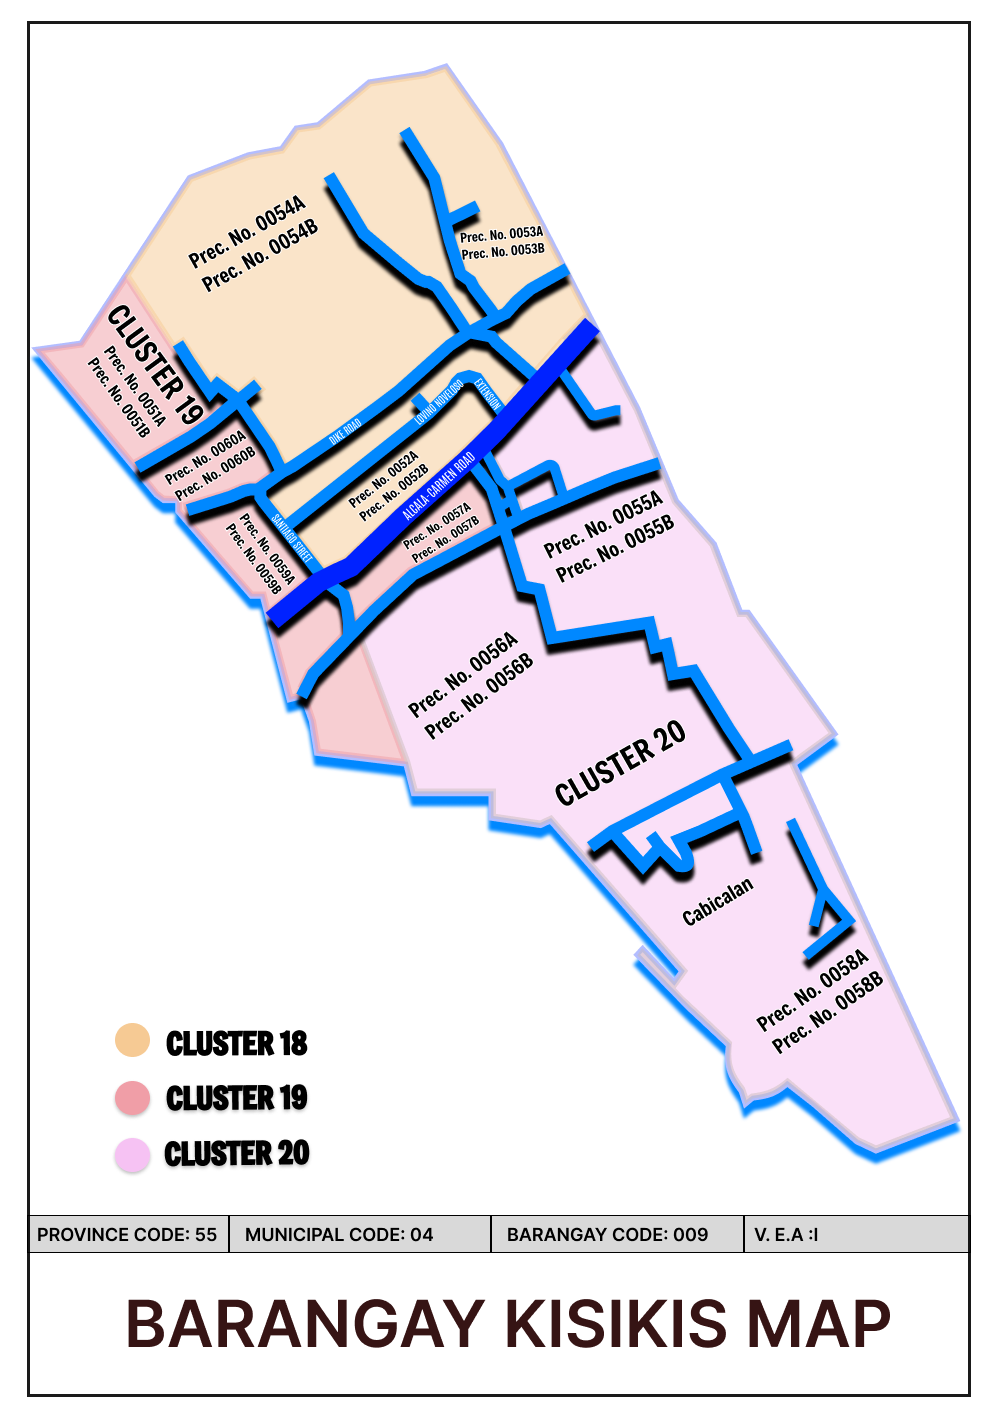 Prec. No. 0054A
Prec. No. 0054B
Prec. No. 0053A
Prec. No. 0053B
CLUSTER 19
Prec. No. 0051A
Prec. No. 0051B
Prec. No. 0060A
Prec. No. 0060B
DIKE ROAD
LOVINO NOVELOSO
EXTENSION
Prec. No. 0052A
Prec. No. 0052B
ALCALA-CARMEN ROAD
SANTIAGO STREET
Prec. No. 0059A
Prec. No. 0059B
Prec. No. 0057A
Prec. No. 0057B
Prec. No. 0055A
Prec. No. 0055B
Prec. No. 0056A
Prec. No. 0056B
CLUSTER 20
Cabicalan
Prec. No. 0058A
Prec. No. 0058B
CLUSTER 18
CLUSTER 19
CLUSTER 20
PROVINCE CODE: 55
MUNICIPAL CODE: 04
BARANGAY CODE: 009
V. E.A :I
BARANGAY KISIKIS MAP